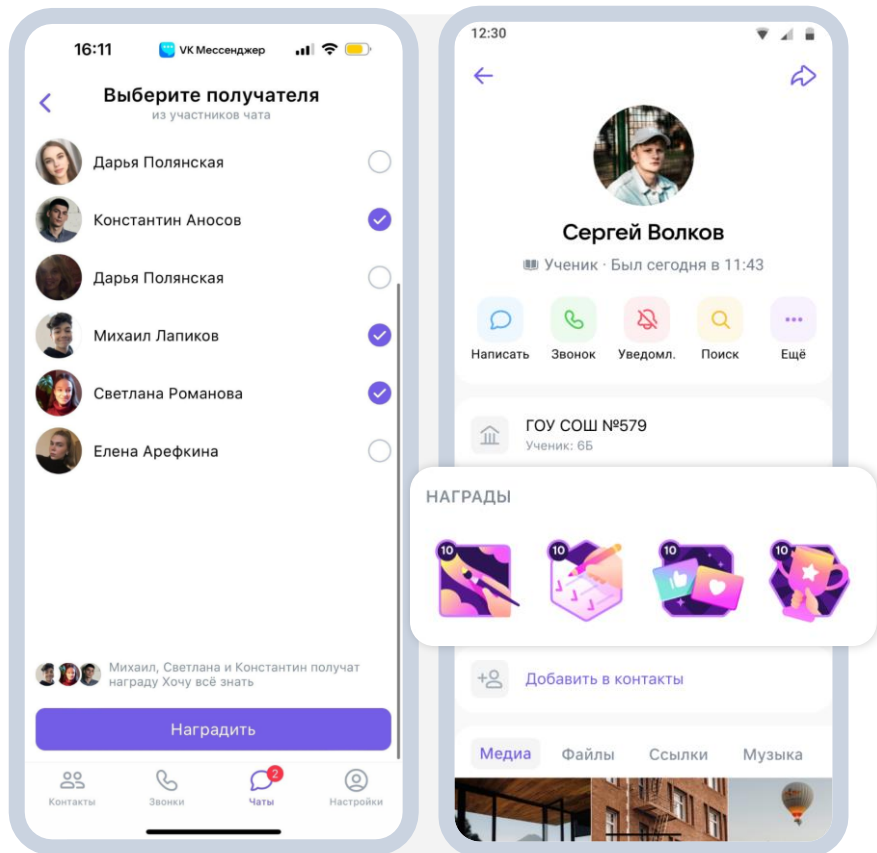 16:11
VK Мессенджер
Выберите получателя
из участников чата
Дарья Полянская
Константин Аносов
Дарья Полянская
Михаил Лапиков
Светлана Романова
Елена Арефкина
Михаил, Светлана и Константин получат
награду Хочу всё знать
Наградить
2
Контакты
Звонки
Чаты
Настройки
12:30
Сергей Волков
Ученик · Был сегодня в 11:43
Написать
Звонок
Уведомл.
Поиск
Ещё
ГОУ СОШ №579
Ученик: 6Б
НАГРАДЫ
10
10
10
10
Добавить в контакты
Медиа
Файлы
Ссылки
Музыка